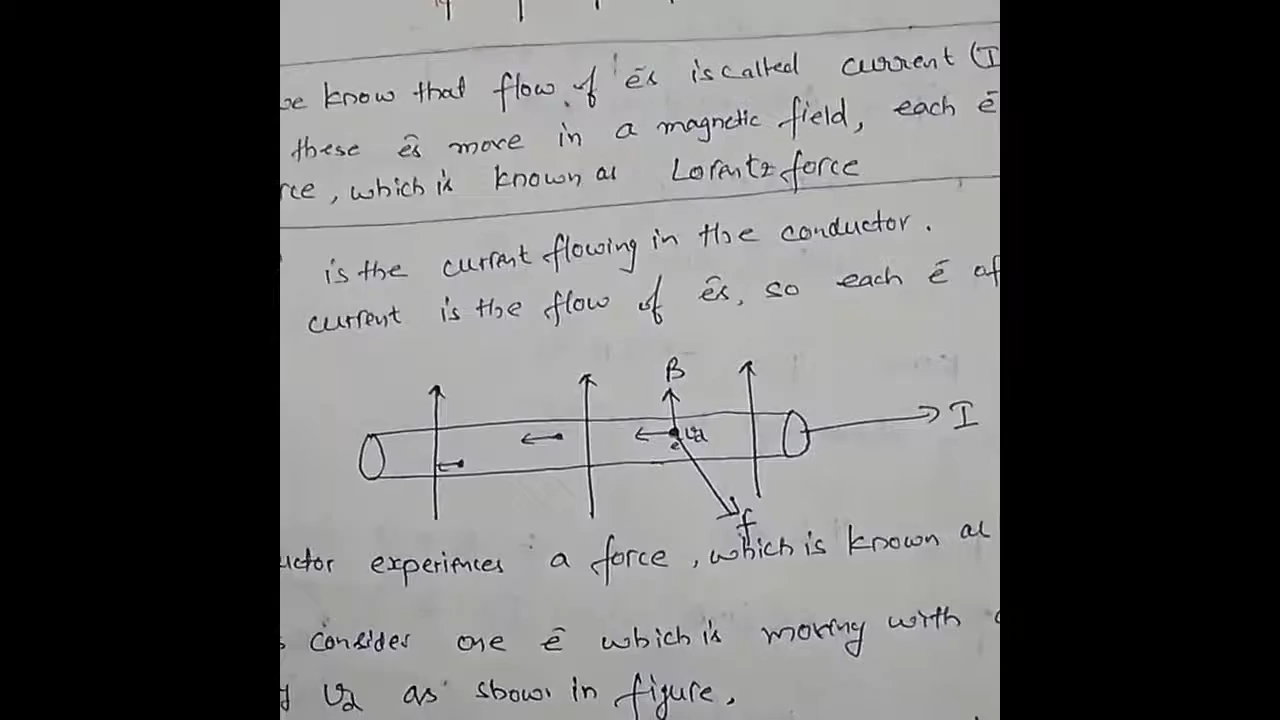 we know that flow of ēs is called current (I
these ēs move in a magnetic field, each ē
rce, which is known as Lorentz force
is the current flowing in the conductor.
current is the flow of ēs, so each ē of
B
I
vd
e
f
uctor experiences a force, which is known as
consider one ē which is moving with
vd as shown in figure.